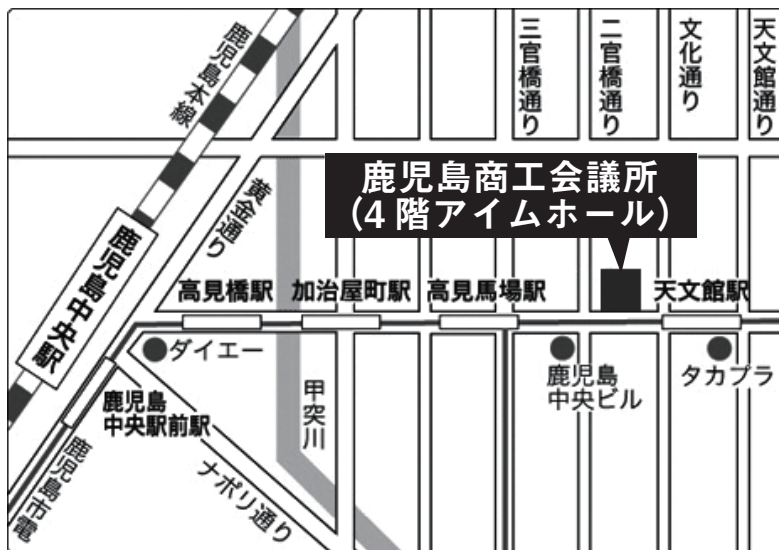 鹿児島本線
三官橋通り
二官橋通り
文化通り
天文館通り
鹿児島商工会議所
(4階アイムホール)
黄金通り
鹿児島中央駅
高見橋駅
加治屋町駅
高見馬場駅
天文館駅
ダイエー
鹿児島
中央ビル
タカプラ
鹿児島
中央駅前駅
甲突川
ナポリ通り
鹿児島市電